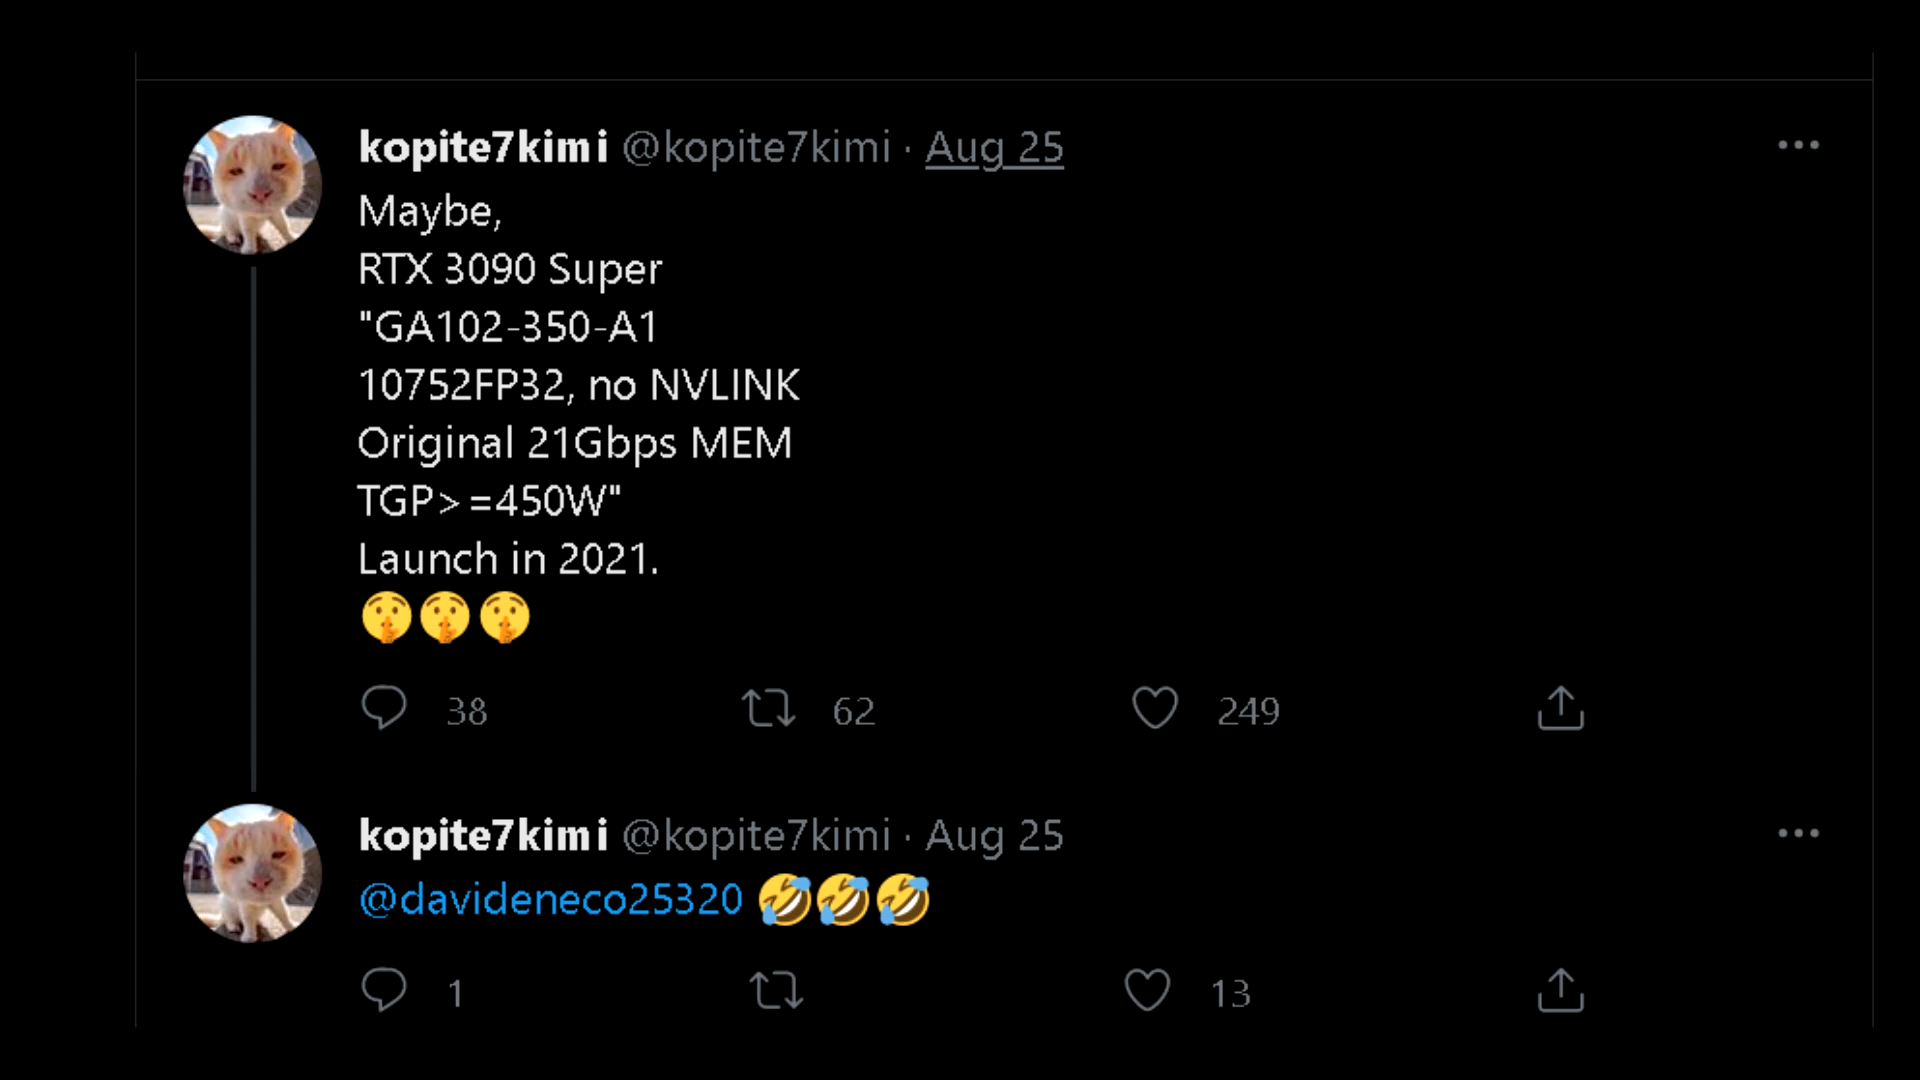 kopite7kimi @kopite7kimi · Aug 25
Maybe,
RTX 3090 Super
"GA102-350-A1
10752FP32, no NVLINK
Original 21Gbps MEM
TGP>=450W"
Launch in 2021.
🤫🤫🤫
38 62 249
kopite7kimi @kopite7kimi · Aug 25
@davideneco25320 🤣🤣🤣
1 13